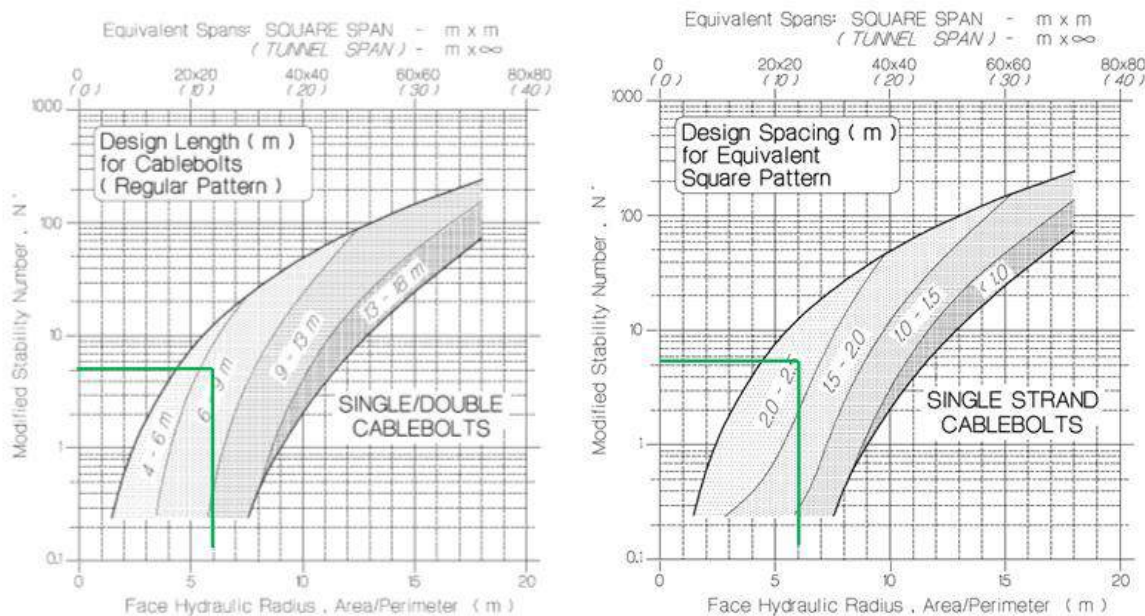 Equivalent Spans: SQUARE SPAN - m x m
( TUNNEL SPAN ) - m x ∞
0 20x20 40x40 60x60 80x80
( 0 ) ( 10 ) ( 20 ) ( 30 ) ( 40 )
1000
Design Length ( m )
for Cablebolts
( Regular Pattern )
100
10
1
0.1
Modified Stability Number , N'
4 - 6 m
9 - 13 m
13 - 18 m
SINGLE/DOUBLE
CABLEBOLTS
0 5 10 15 20
Face Hydraulic Radius , Area/Perimeter ( m )
Equivalent Spans: SQUARE SPAN - m x m
( TUNNEL SPAN ) - m x ∞
0 20x20 40x40 60x60 80x80
( 0 ) ( 10 ) ( 20 ) ( 30 ) ( 40 )
1000
Design Spacing ( m )
for Equivalent
Square Pattern
100
10
1
0.1
Modified Stability Number , N'
1.5 - 2.0
1.0 - 1.5
< 1.0
SINGLE STRAND
CABLEBOLTS
0 5 10 15 20
Face Hydraulic Radius , Area/Perimeter ( m )